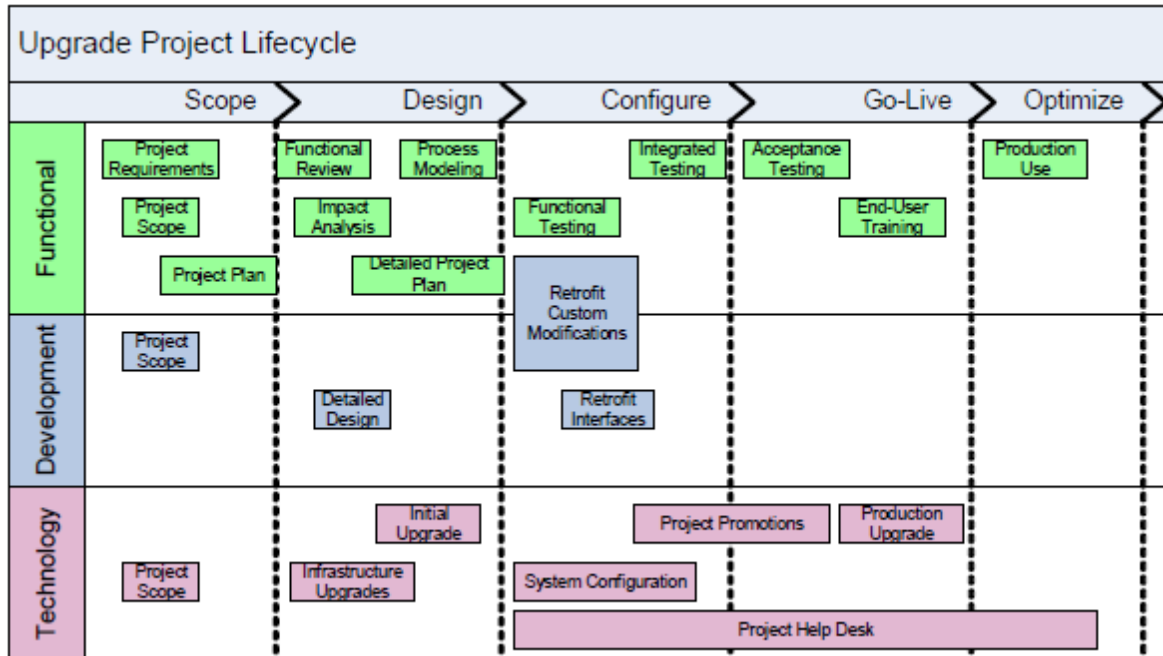 Upgrade Project Lifecycle
Scope
Design
Configure
Go-Live
Optimize
Functional
Project
Requirements
Functional
Review
Process
Modeling
Integrated
Testing
Acceptance
Testing
Production
Use
Project
Scope
Impact
Analysis
Functional
Testing
End-User
Training
Project Plan
Detailed Project
Plan
Retrofit
Custom
Modifications
Development
Project
Scope
Detailed
Design
Retrofit
Interfaces
Technology
Initial
Upgrade
Project Promotions
Production
Upgrade
Project
Scope
Infrastructure
Upgrades
System Configuration
Project Help Desk